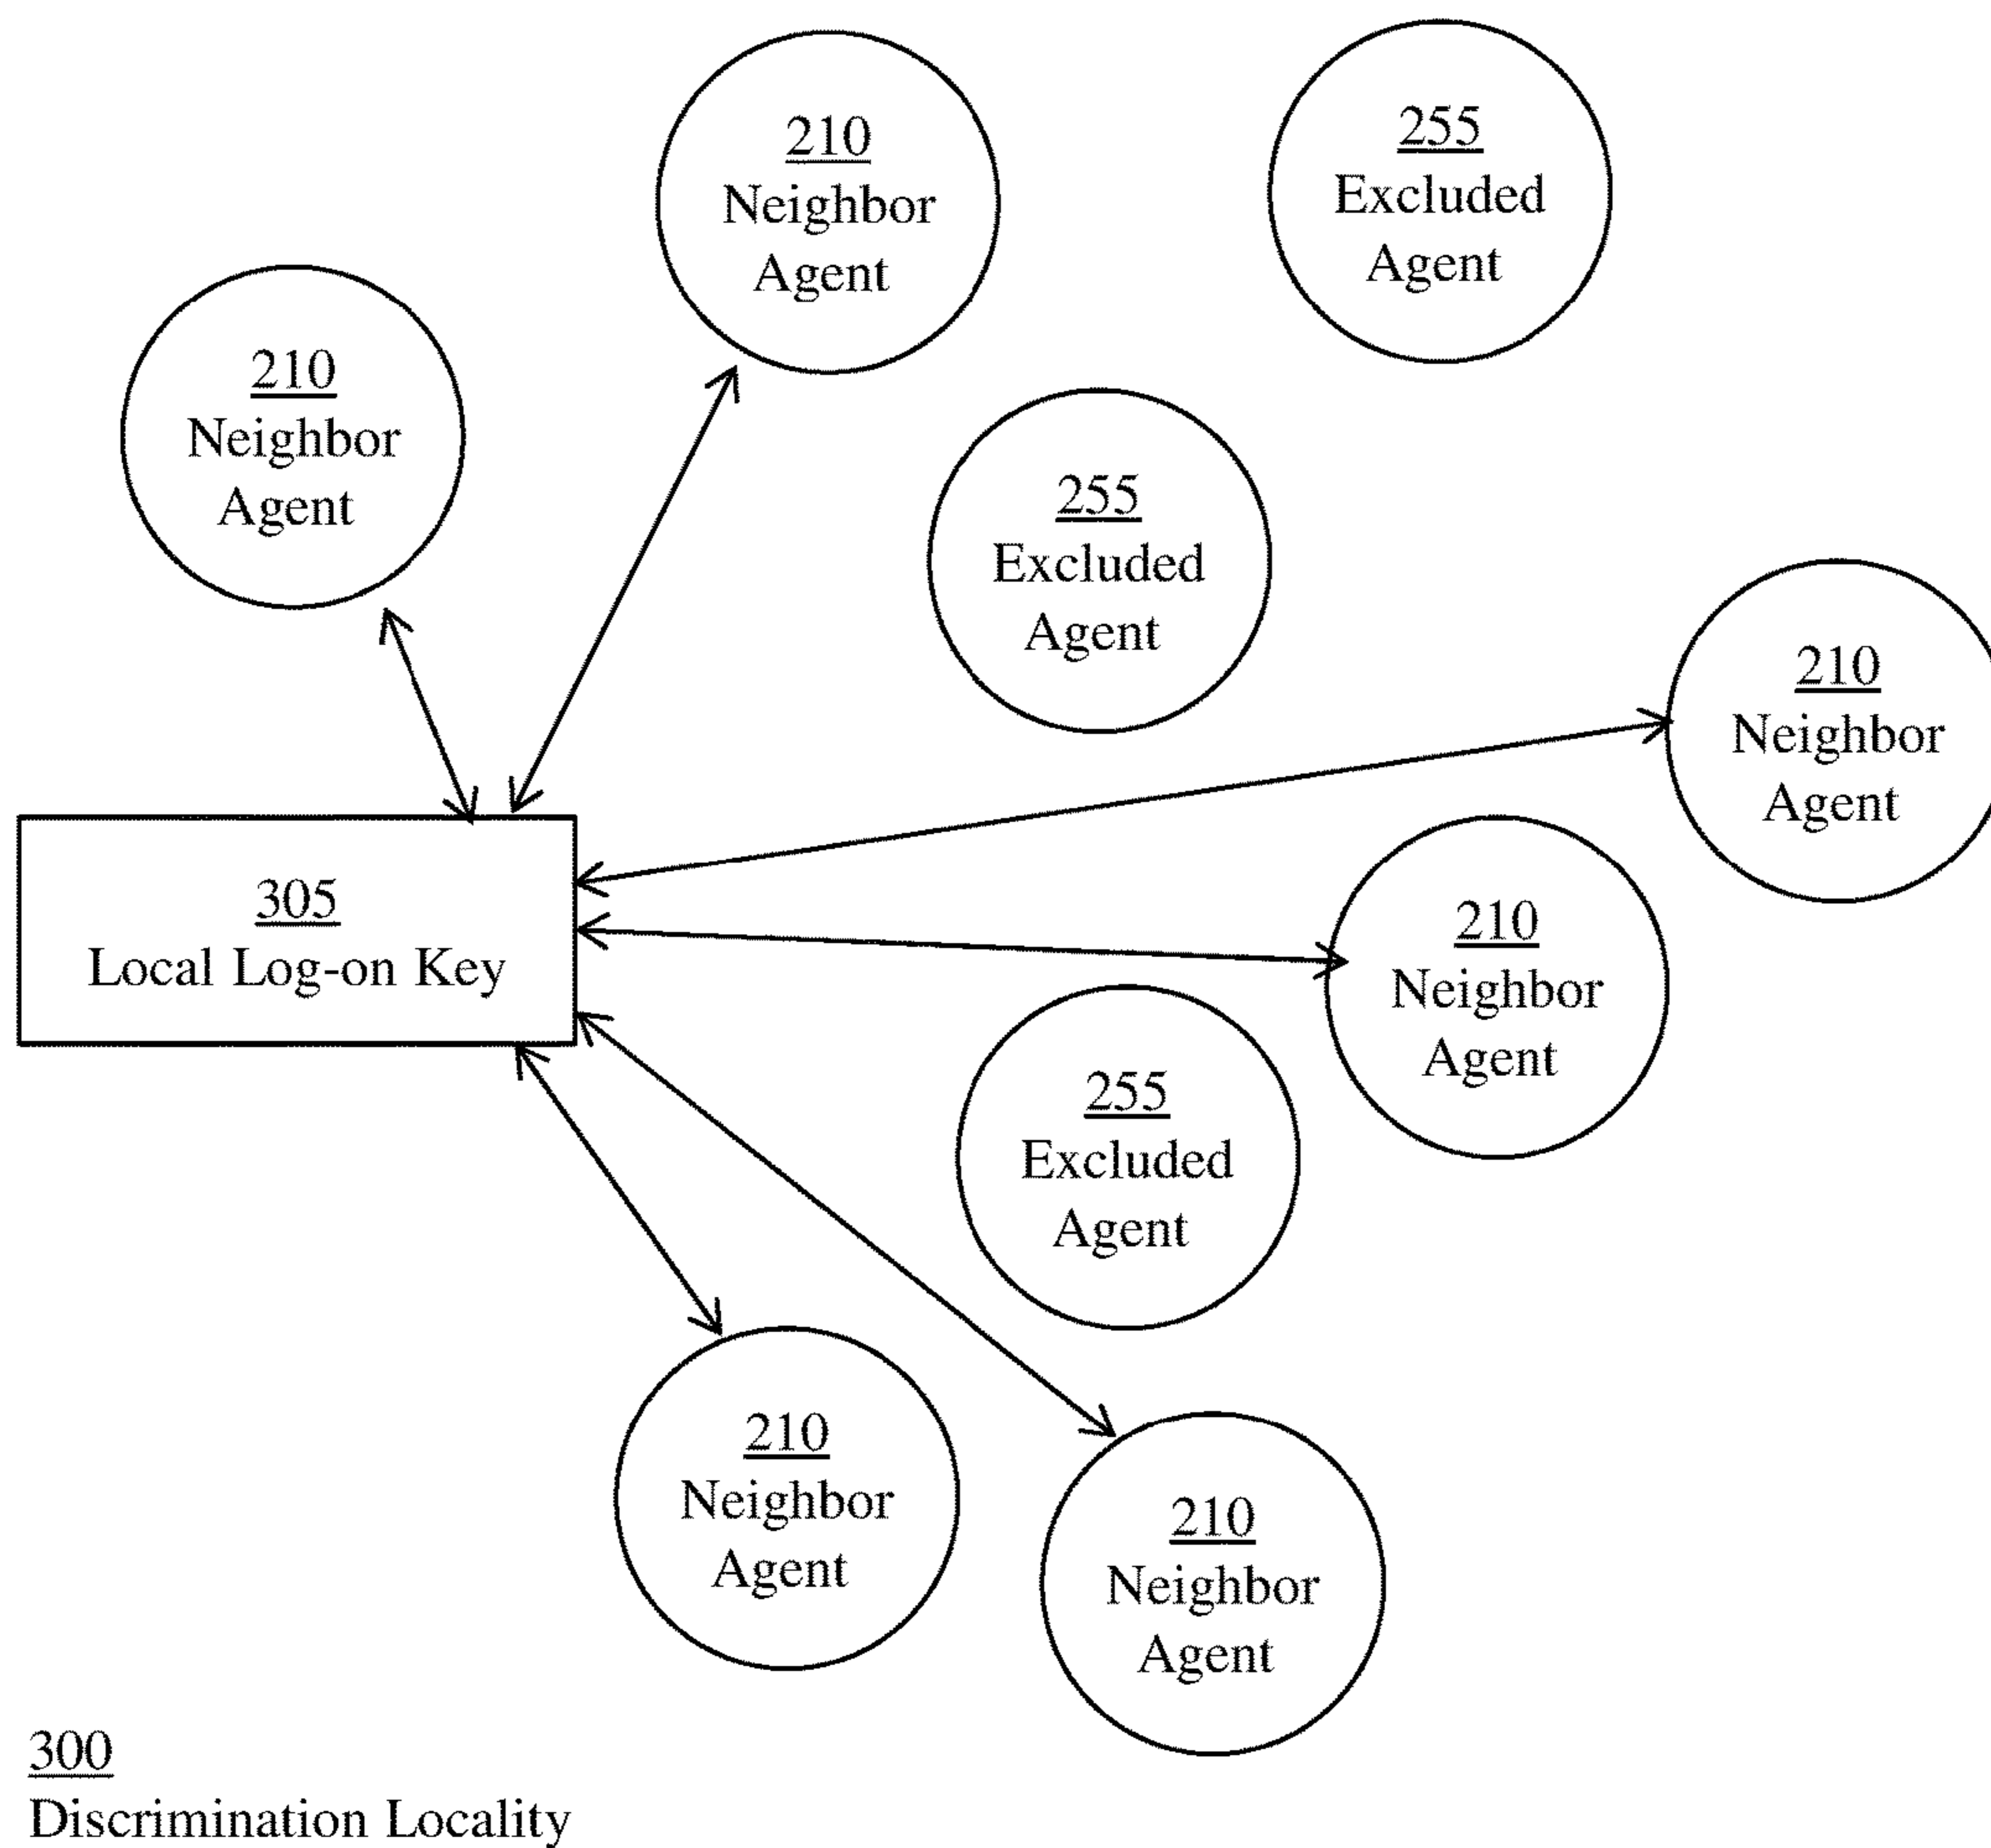 210
Neighbor
Agent
255
Excluded
Agent
210
Neighbor
Agent
255
Excluded
Agent
210
Neighbor
Agent
305
Local Log-on Key
210
Neighbor
Agent
255
Excluded
Agent
210
Neighbor
Agent
210
Neighbor
Agent
300
Discrimination Locality